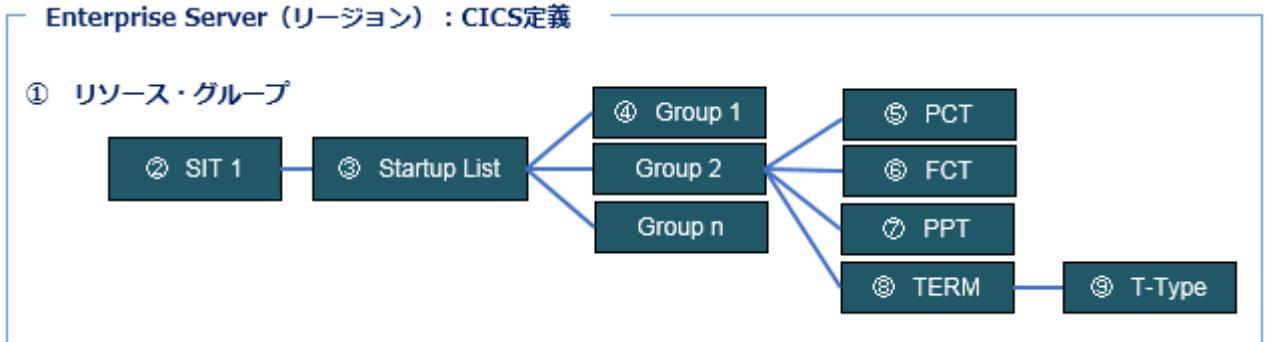 Enterprise Server（リージョン）：CICS定義
① リソース・グループ
② SIT 1
③ Startup List
④ Group 1
Group 2
Group n
⑤ PCT
⑥ FCT
⑦ PPT
⑧ TERM
⑨ T-Type